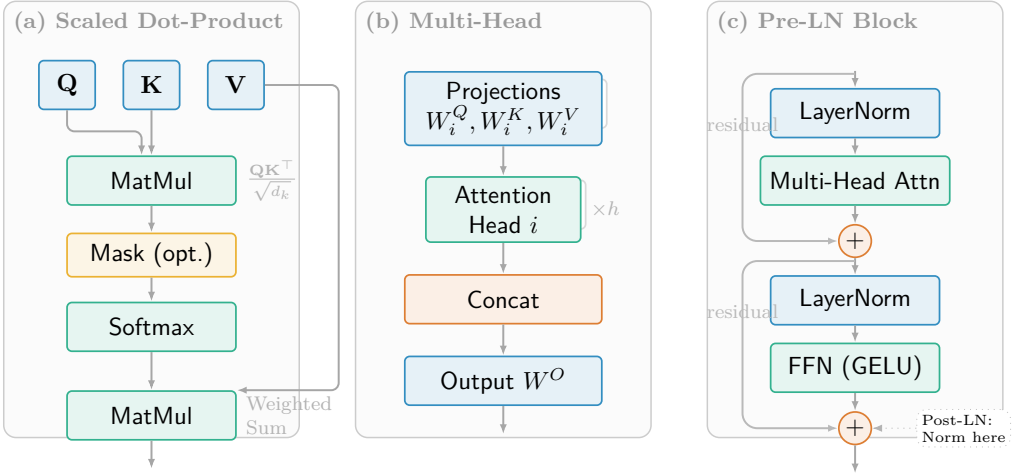 (a) Scaled Dot-Product
Q
K
V
MatMul
QK⊤
√dk
Mask (opt.)
Softmax
MatMul
Weighted
Sum
(b) Multi-Head
Projections
W_i^Q, W_i^K, W_i^V
Attention
Head i
×h
Concat
Output W^O
(c) Pre-LN Block
LayerNorm
residual
Multi-Head Attn
+
LayerNorm
residual
FFN (GELU)
+
Post-LN:
Norm here